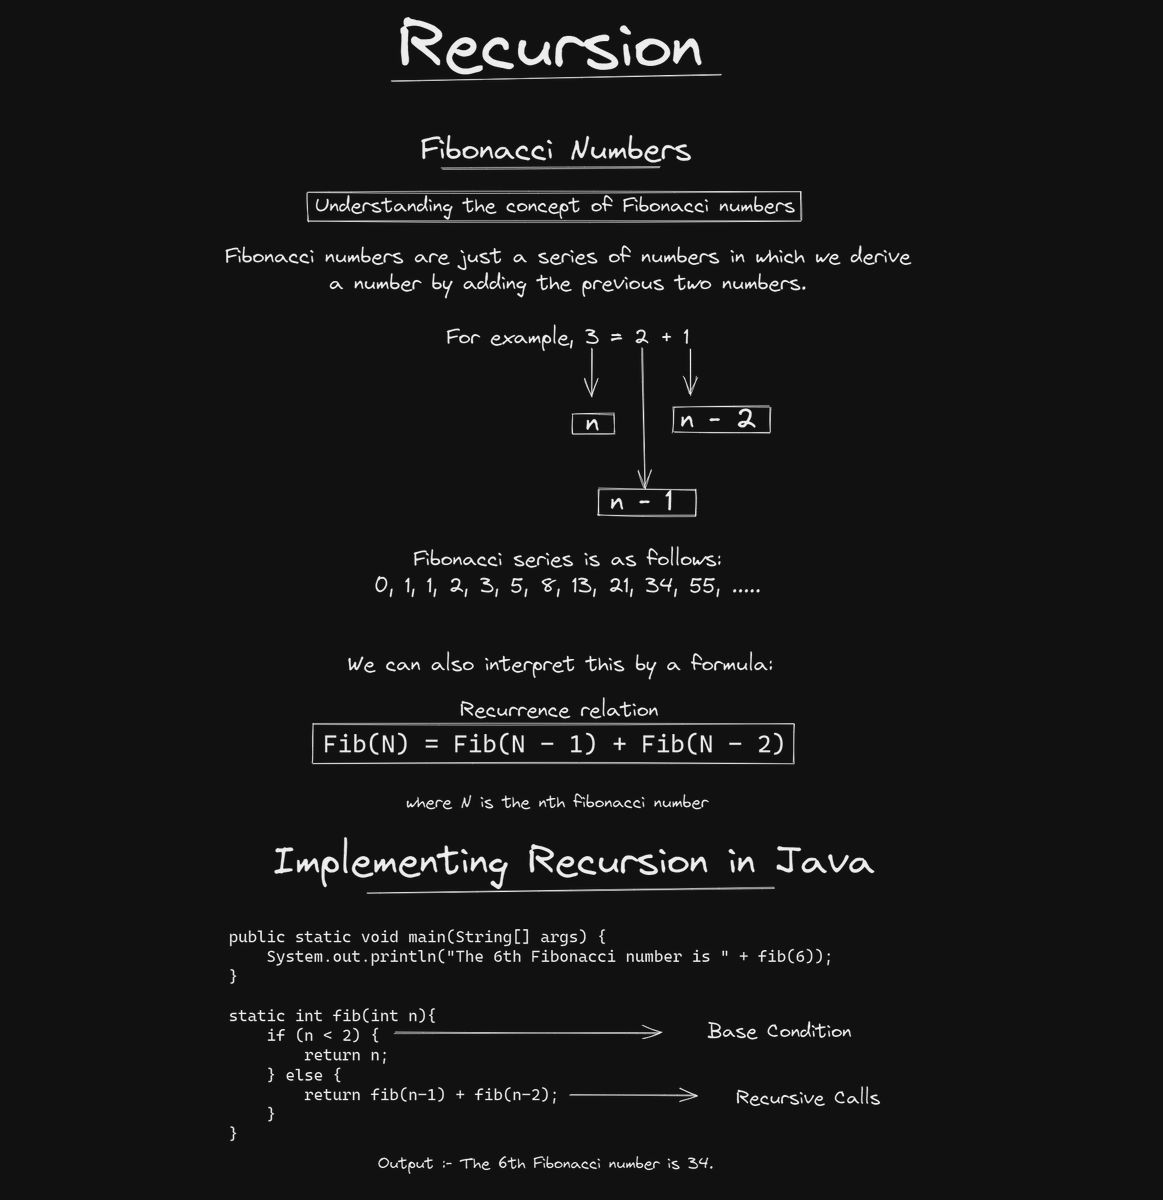 Recursion
Fibonacci Numbers
Understanding the concept of Fibonacci numbers
Fibonacci numbers are just a series of numbers in which we derive
a number by adding the previous two numbers.
For example, 3 = 2 + 1
n
n - 2
n - 1
Fibonacci series is as follows:
0, 1, 1, 2, 3, 5, 8, 13, 21, 34, 55, .....
We can also interpret this by a formula:
Recurrence relation
Fib(N) = Fib(N - 1) + Fib(N - 2)
where N is the nth fibonacci number
Implementing Recursion in Java
public static void main(String[] args) {
    System.out.println("The 6th Fibonacci number is " + fib(6));
}
static int fib(int n){
    if (n < 2) {
Base Condition
        return n;
    } else {
        return fib(n-1) + fib(n-2);
Recursive Calls
    }
}
Output :- The 6th Fibonacci number is 34.